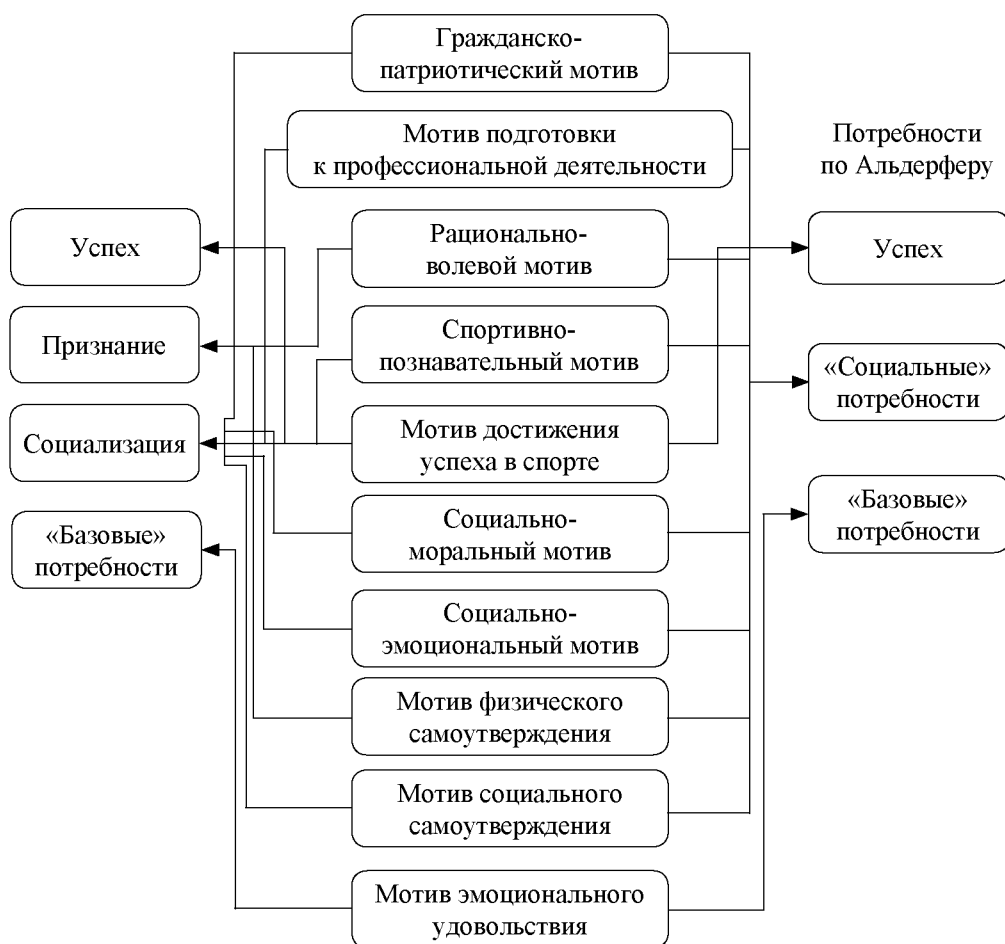 Гражданско-
патриотический мотив
Мотив подготовки
к профессиональной деятельности
Потребности
по Альдерферу
Успех
Рационально-
волевой мотив
Успех
Признание
Спортивно-
познавательный мотив
«Социальные»
потребности
Социализация
Мотив достижения
успеха в спорте
«Базовые»
потребности
Социально-
моральный мотив
«Базовые»
потребности
Социально-
эмоциональный мотив
Мотив физического
самоутверждения
Мотив социального
самоутверждения
Мотив эмоционального
удовольствия